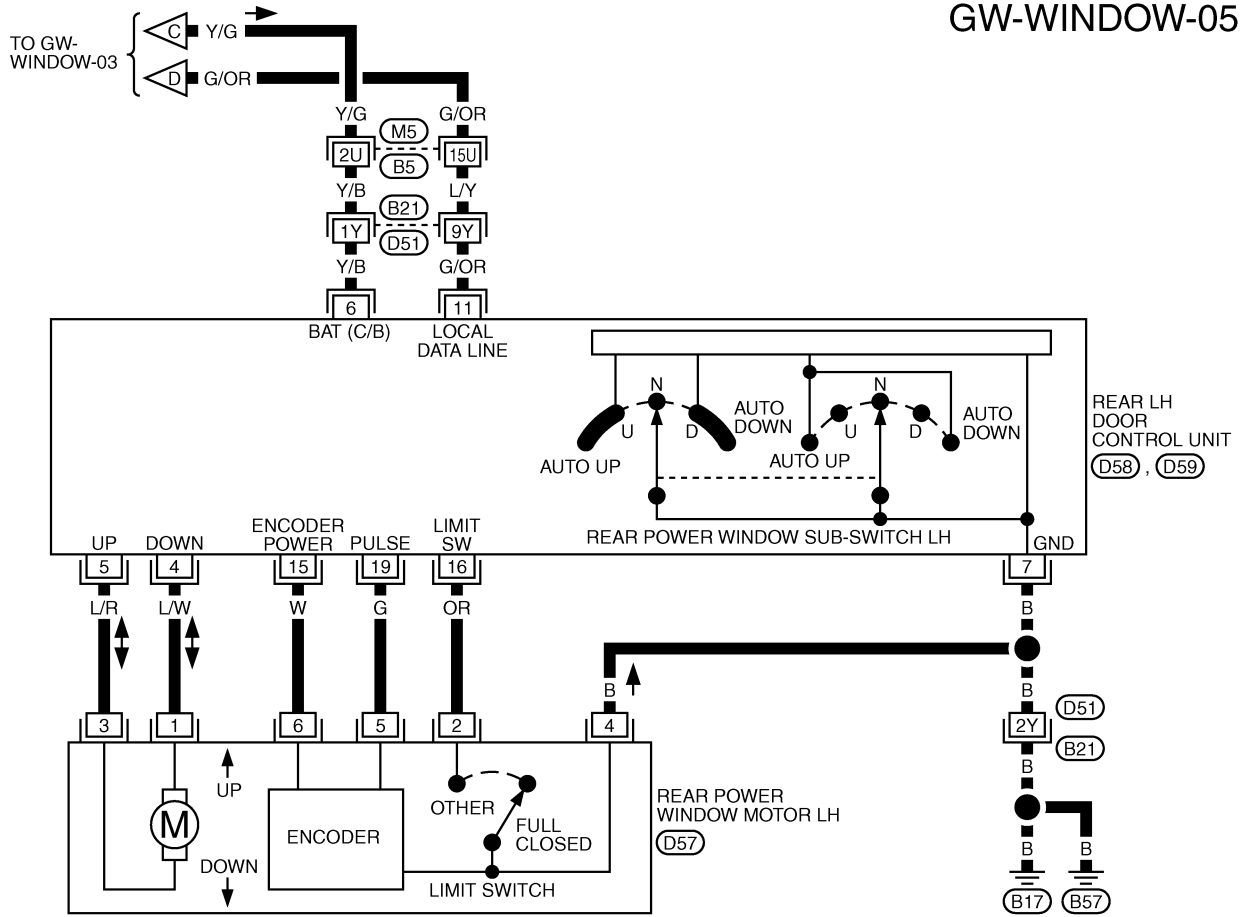 GW-WINDOW-05
TO GW-
WINDOW-03
C Y/G
D G/OR
Y/G G/OR
M5
2U 15U
B5
Y/B L/Y
B21
1Y 9Y
D51
Y/B G/OR
6 11
BAT (C/B) LOCAL
DATA LINE
N N
AUTO
DOWN
AUTO
DOWN
U D U D
AUTO UP AUTO UP
REAR LH
DOOR
CONTROL UNIT
D58 , D59
REAR POWER WINDOW SUB-SWITCH LH
UP DOWN
ENCODER
POWER
PULSE
LIMIT
SW
GND
5 4 15 19 16 7
L/R L/W W G OR B
B B
3 1 6 5 2 4
D51
2Y
B21
B
UP
M
DOWN
ENCODER
OTHER
FULL
CLOSED
LIMIT SWITCH
REAR POWER
WINDOW MOTOR LH
D57
B B
B17 B57